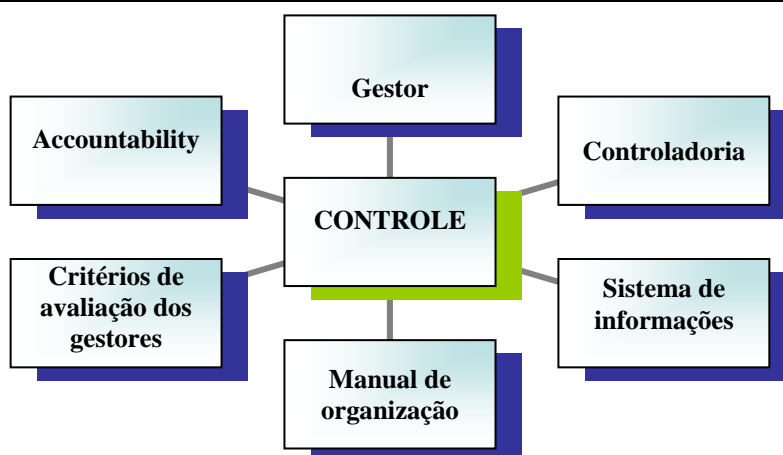 Gestor
Accountability
Controladoria
CONTROLE
Critérios de
avaliação dos
gestores
Sistema de
informações
Manual de
organização